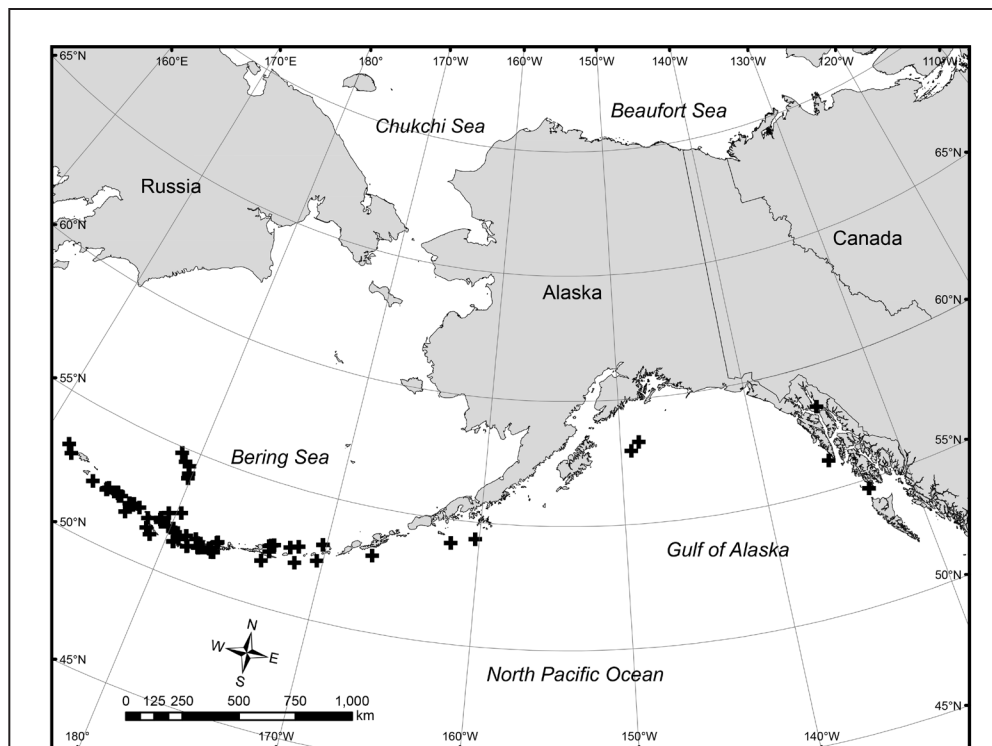 65°N 160°E 170°E 180° 170°W 160°W 150°W 140°W 130°W 120°W 110°W
Beaufort Sea
Chukchi Sea
65°N
Russia
60°N
Canada
Alaska
60°N
55°N
55°N
Bering Sea
50°N
Gulf of Alaska
50°N
N
W E
S
45°N
North Pacific Ocean
0 125 250 500 750 1,000
km
45°N
180° 170°W 160°W 150°W 140°W